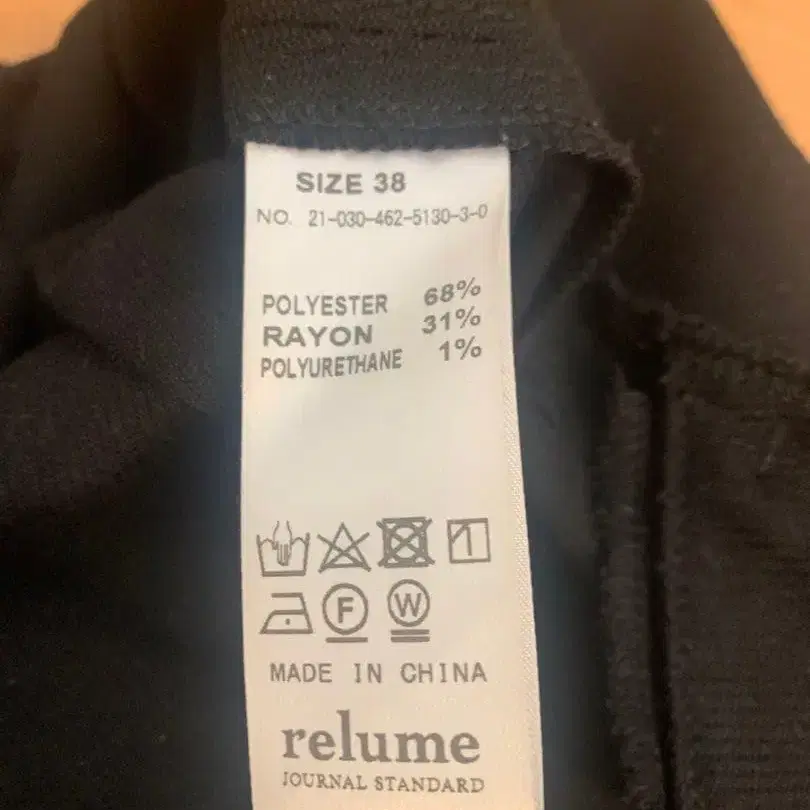 SIZE 38
NO. 21-030-462-5130-3-0
POLYESTER 68%
RAYON 31%
POLYURETHANE 1%
F W
MADE IN CHINA
relume
JOURNAL STANDARD